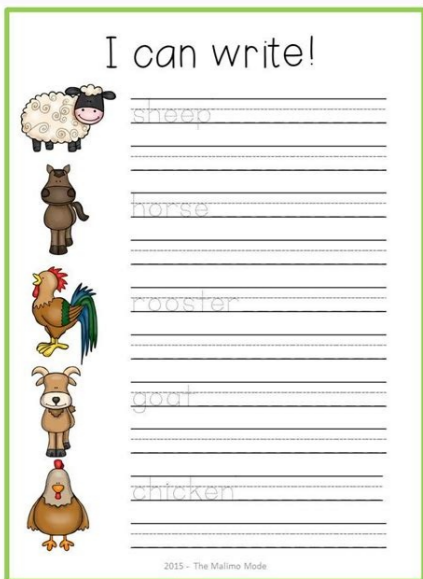 I can write!
sheep
horse
rooster
goat
chicken
2015 - The Malimo Mode